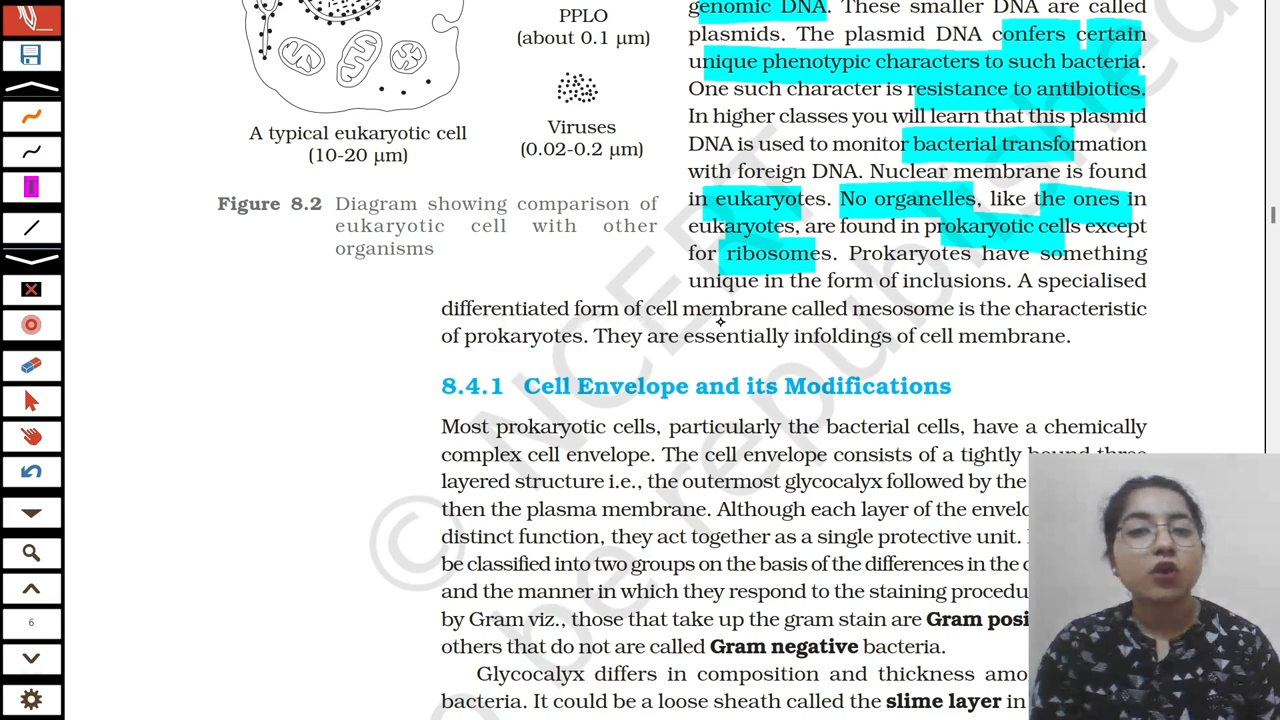 PPLO
(about 0.1 μm)
Viruses
(0.02-0.2 μm)
A typical eukaryotic cell
(10-20 μm)
Figure 8.2 Diagram showing comparison of
eukaryotic cell with other
organisms
genomic DNA. These smaller DNA are called
plasmids. The plasmid DNA confers certain
unique phenotypic characters to such bacteria.
One such character is resistance to antibiotics.
In higher classes you will learn that this plasmid
DNA is used to monitor bacterial transformation
with foreign DNA. Nuclear membrane is found
in eukaryotes. No organelles, like the ones in
eukaryotes, are found in prokaryotic cells except
for ribosomes. Prokaryotes have something
unique in the form of inclusions. A specialised
differentiated form of cell membrane called mesosome is the characteristic
of prokaryotes. They are essentially infoldings of cell membrane.
8.4.1 Cell Envelope and its Modifications
Most prokaryotic cells, particularly the bacterial cells, have a chemically
complex cell envelope. The cell envelope consists of a tightly bound three
layered structure i.e., the outermost glycocalyx followed by the
then the plasma membrane. Although each layer of the envelo
distinct function, they act together as a single protective unit.
be classified into two groups on the basis of the differences in the c
and the manner in which they respond to the staining procedu
by Gram viz., those that take up the gram stain are Gram posi
others that do not are called Gram negative bacteria.
Glycocalyx differs in composition and thickness amo
bacteria. It could be a loose sheath called the slime layer in
© NCERT
be republished
6